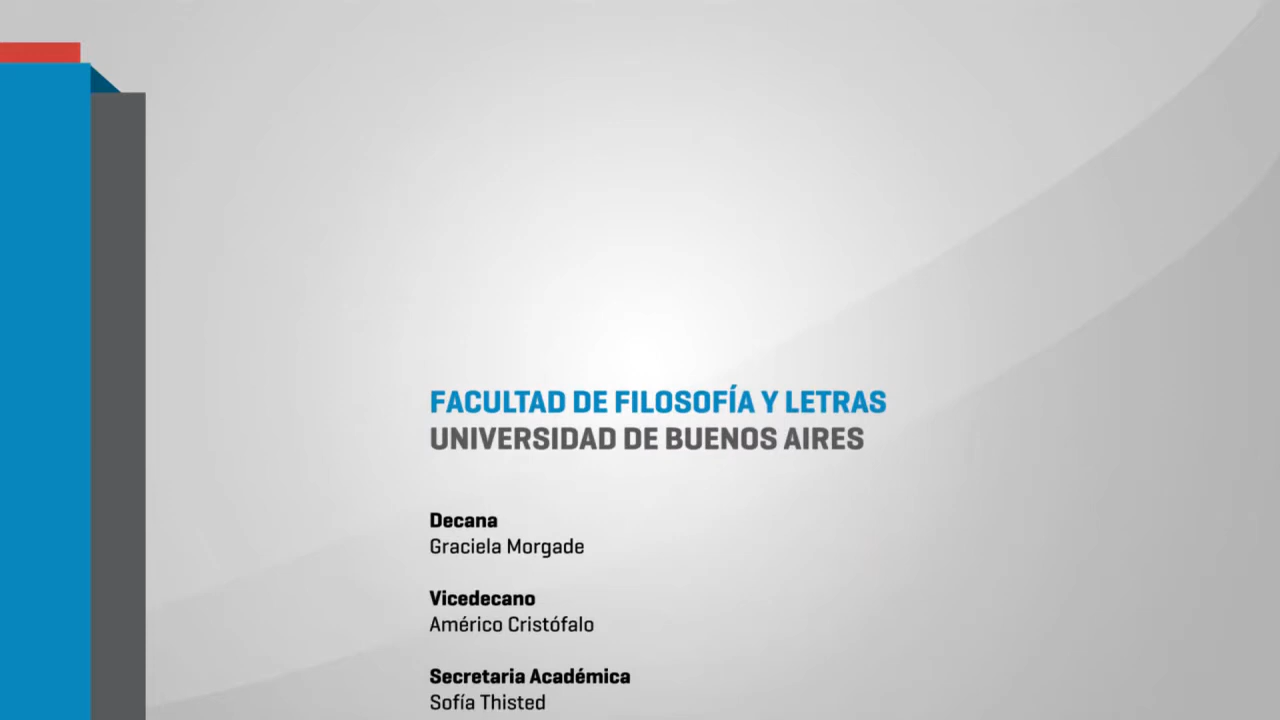 FACULTAD DE FILOSOFÍA Y LETRAS
UNIVERSIDAD DE BUENOS AIRES
Decana
Graciela Morgade
Vicedecano
Américo Cristófalo
Secretaria Académica
Sofía Thisted